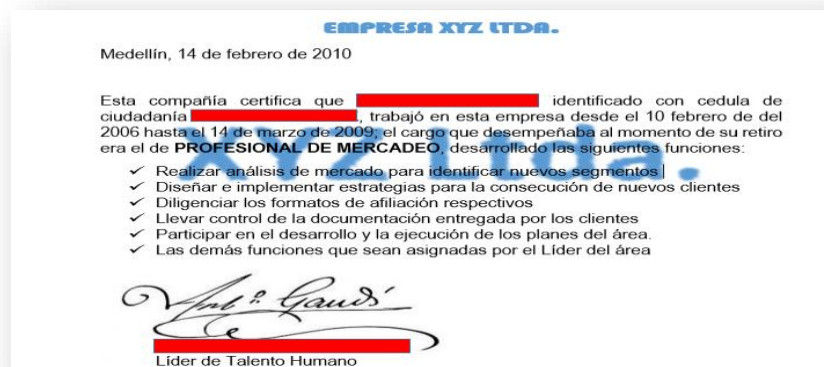 EMPRESA XYZ LTDA.
Medellín, 14 de febrero de 2010
Esta compañía certifica que identificado con cedula de
ciudadanía , trabajó en esta empresa desde el 10 febrero de del
2006 hasta el 14 de marzo de 2009; el cargo que desempeñaba al momento de su retiro
era el de PROFESIONAL DE MERCADEO, desarrollado las siguientes funciones:
XYZ Ltda.
✓ Realizar análisis de mercado para identificar nuevos segmentos
✓ Diseñar e implementar estrategias para la consecución de nuevos clientes
✓ Diligenciar los formatos de afiliación respectivos
✓ Llevar control de la documentación entregada por los clientes
✓ Participar en el desarrollo y la ejecución de los planes del área.
✓ Las demás funciones que sean asignadas por el Líder del área
Gaudí
Líder de Talento Humano